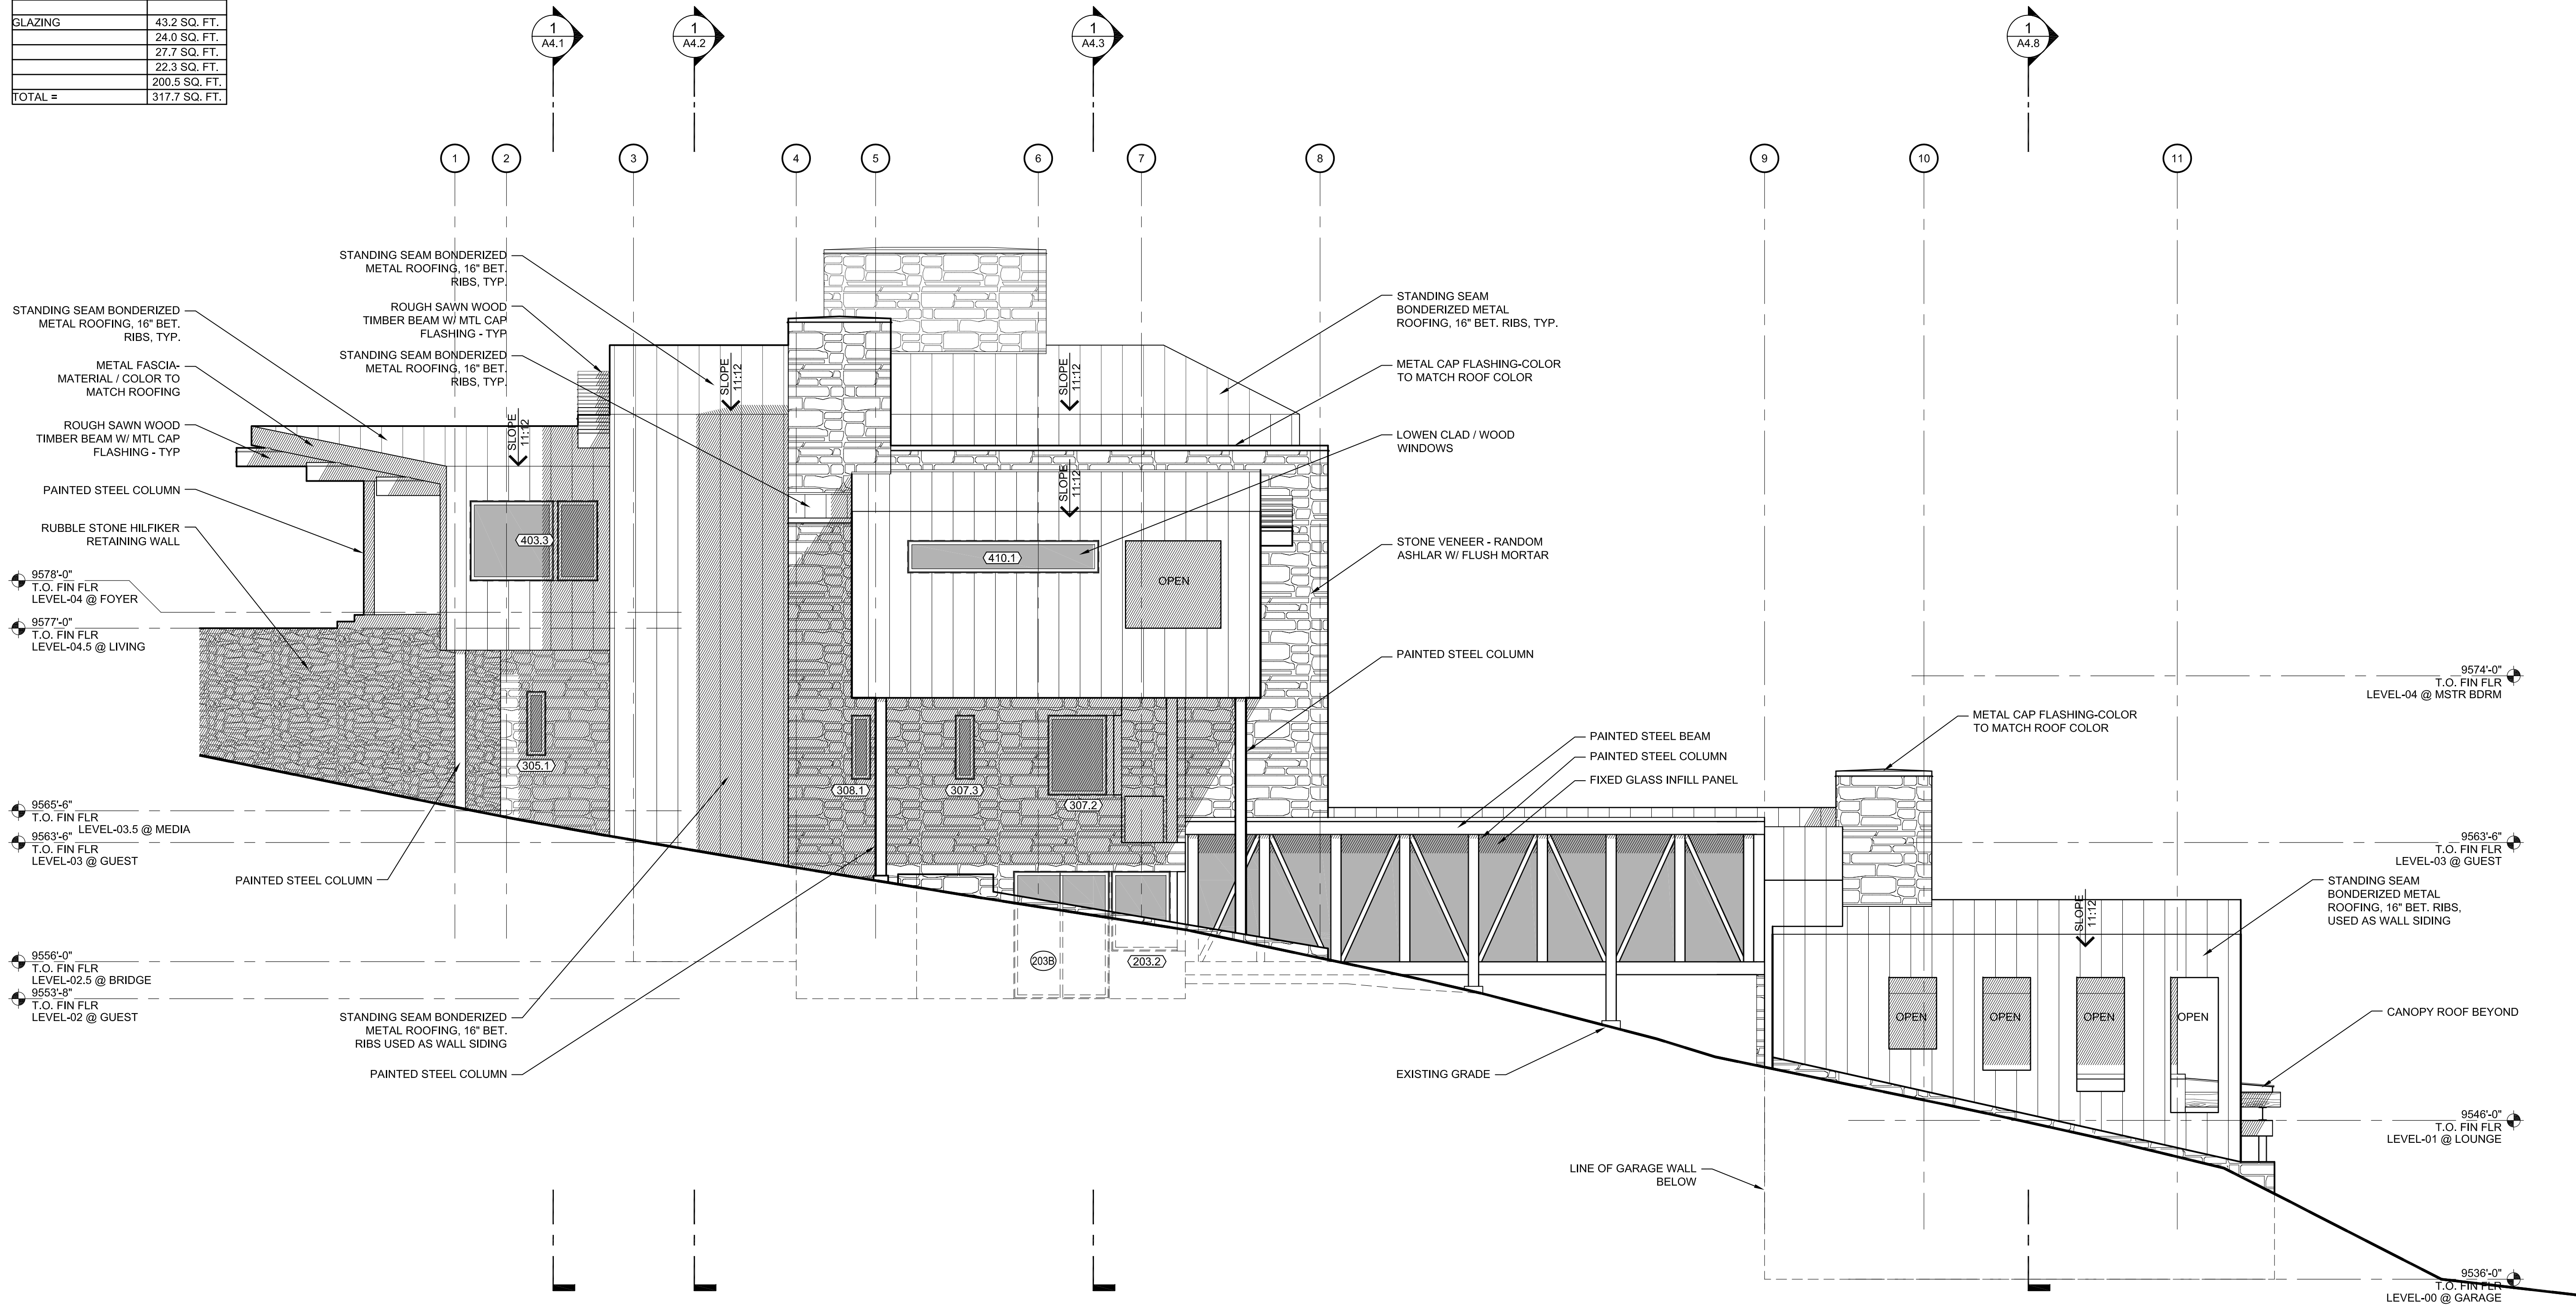 GLAZING 43.2 SQ. FT.
24.0 SQ. FT.
27.7 SQ. FT.
22.3 SQ. FT.
200.5 SQ. FT.
TOTAL = 317.7 SQ. FT.
1
A4.1
1
A4.2
1
A4.3
1
A4.8
1
2
3
4
5
6
7
8
9
10
11
STANDING SEAM BONDERIZED
METAL ROOFING, 16" BET.
RIBS, TYP.
ROUGH SAWN WOOD
TIMBER BEAM W/ MTL CAP
FLASHING - TYP
STANDING SEAM BONDERIZED
METAL ROOFING, 16" BET.
RIBS, TYP.
STANDING SEAM BONDERIZED
METAL ROOFING, 16" BET.
RIBS, TYP.
METAL FASCIA-
MATERIAL / COLOR TO
MATCH ROOFING
ROUGH SAWN WOOD
TIMBER BEAM W/ MTL CAP
FLASHING - TYP
PAINTED STEEL COLUMN
RUBBLE STONE HILFIKER
RETAINING WALL
9578'-0"
T.O. FIN FLR
LEVEL-04 @ FOYER
9577'-0"
T.O. FIN FLR
LEVEL-04.5 @ LIVING
9565'-6"
T.O. FIN FLR
LEVEL-03.5 @ MEDIA
9563'-6"
T.O. FIN FLR
LEVEL-03 @ GUEST
PAINTED STEEL COLUMN
9556'-0"
T.O. FIN FLR
LEVEL-02.5 @ BRIDGE
9553'-8"
T.O. FIN FLR
LEVEL-02 @ GUEST
STANDING SEAM BONDERIZED
METAL ROOFING, 16" BET.
RIBS USED AS WALL SIDING
PAINTED STEEL COLUMN
SLOPE
11:12
SLOPE
11:12
SLOPE
11:12
SLOPE
11:12
403.3
410.1
OPEN
305.1
308.1
307.3
307.2
203B
203.2
STANDING SEAM
BONDERIZED METAL
ROOFING, 16" BET. RIBS, TYP.
METAL CAP FLASHING-COLOR
TO MATCH ROOF COLOR
LOWEN CLAD / WOOD
WINDOWS
STONE VENEER - RANDOM
ASHLAR W/ FLUSH MORTAR
PAINTED STEEL COLUMN
PAINTED STEEL BEAM
PAINTED STEEL COLUMN
FIXED GLASS INFILL PANEL
EXISTING GRADE
LINE OF GARAGE WALL
BELOW
9574'-0"
T.O. FIN FLR
LEVEL-04 @ MSTR BDRM
METAL CAP FLASHING-COLOR
TO MATCH ROOF COLOR
9563'-6"
T.O. FIN FLR
LEVEL-03 @ GUEST
STANDING SEAM
BONDERIZED METAL
ROOFING, 16" BET. RIBS,
USED AS WALL SIDING
SLOPE
11:12
OPEN
OPEN
OPEN
OPEN
CANOPY ROOF BEYOND
9546'-0"
T.O. FIN FLR
LEVEL-01 @ LOUNGE
9536'-0"
T.O. FIN FLR
LEVEL-00 @ GARAGE